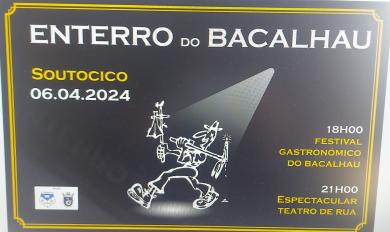 ENTERRO DO BACALHAU
SOUTOCICO
06.04.2024
18H00
FESTIVAL
GASTRONÓMICO
DO BACALHAU
21H00
ESPECTACULAR
TEATRO DE RUA